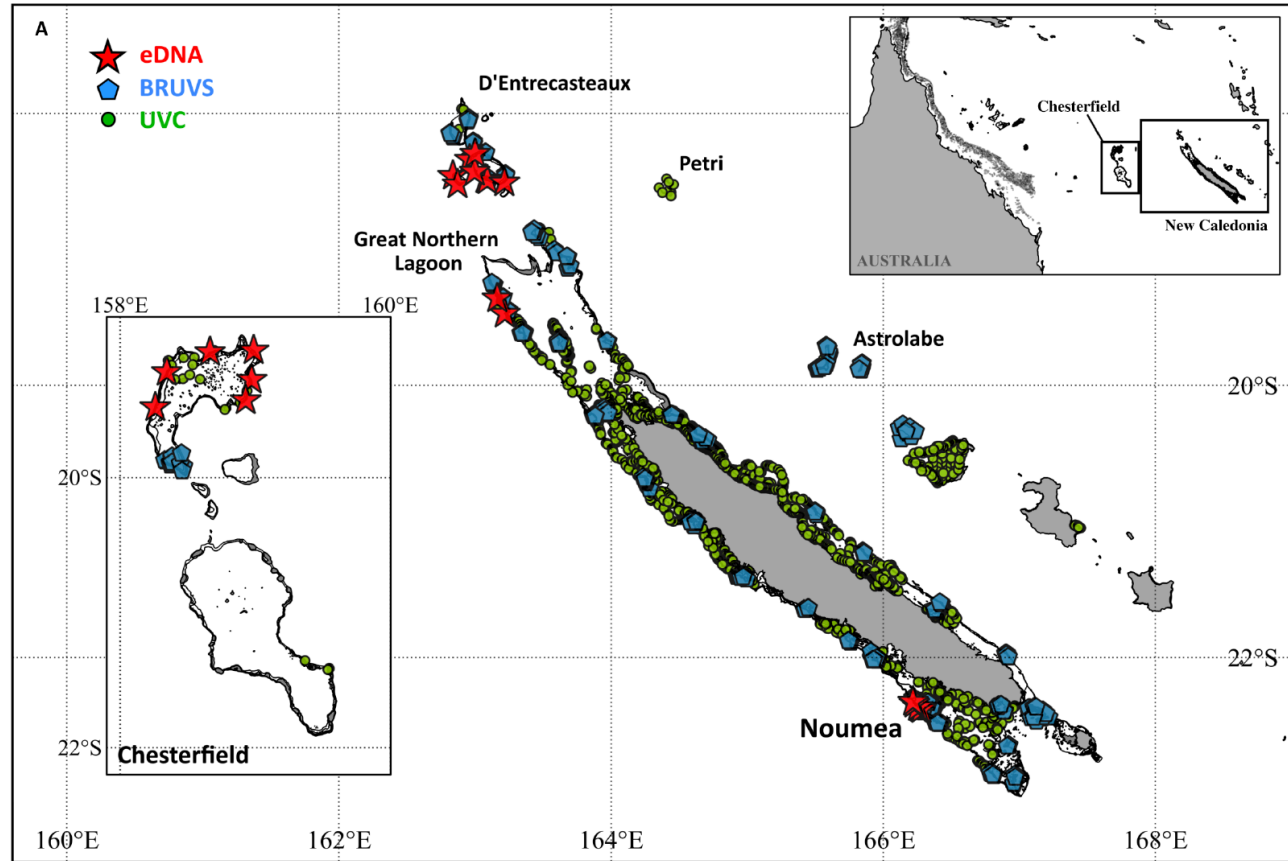 A
eDNA
BRUVS
UVC
D'Entrecasteaux
Petri
Great Northern
Lagoon
Astrolabe
Noumea
Chesterfield
New Caledonia
AUSTRALIA
158°E
160°E
20°S
22°S
Chesterfield
20°S
22°S
160°E
162°E
164°E
166°E
168°E